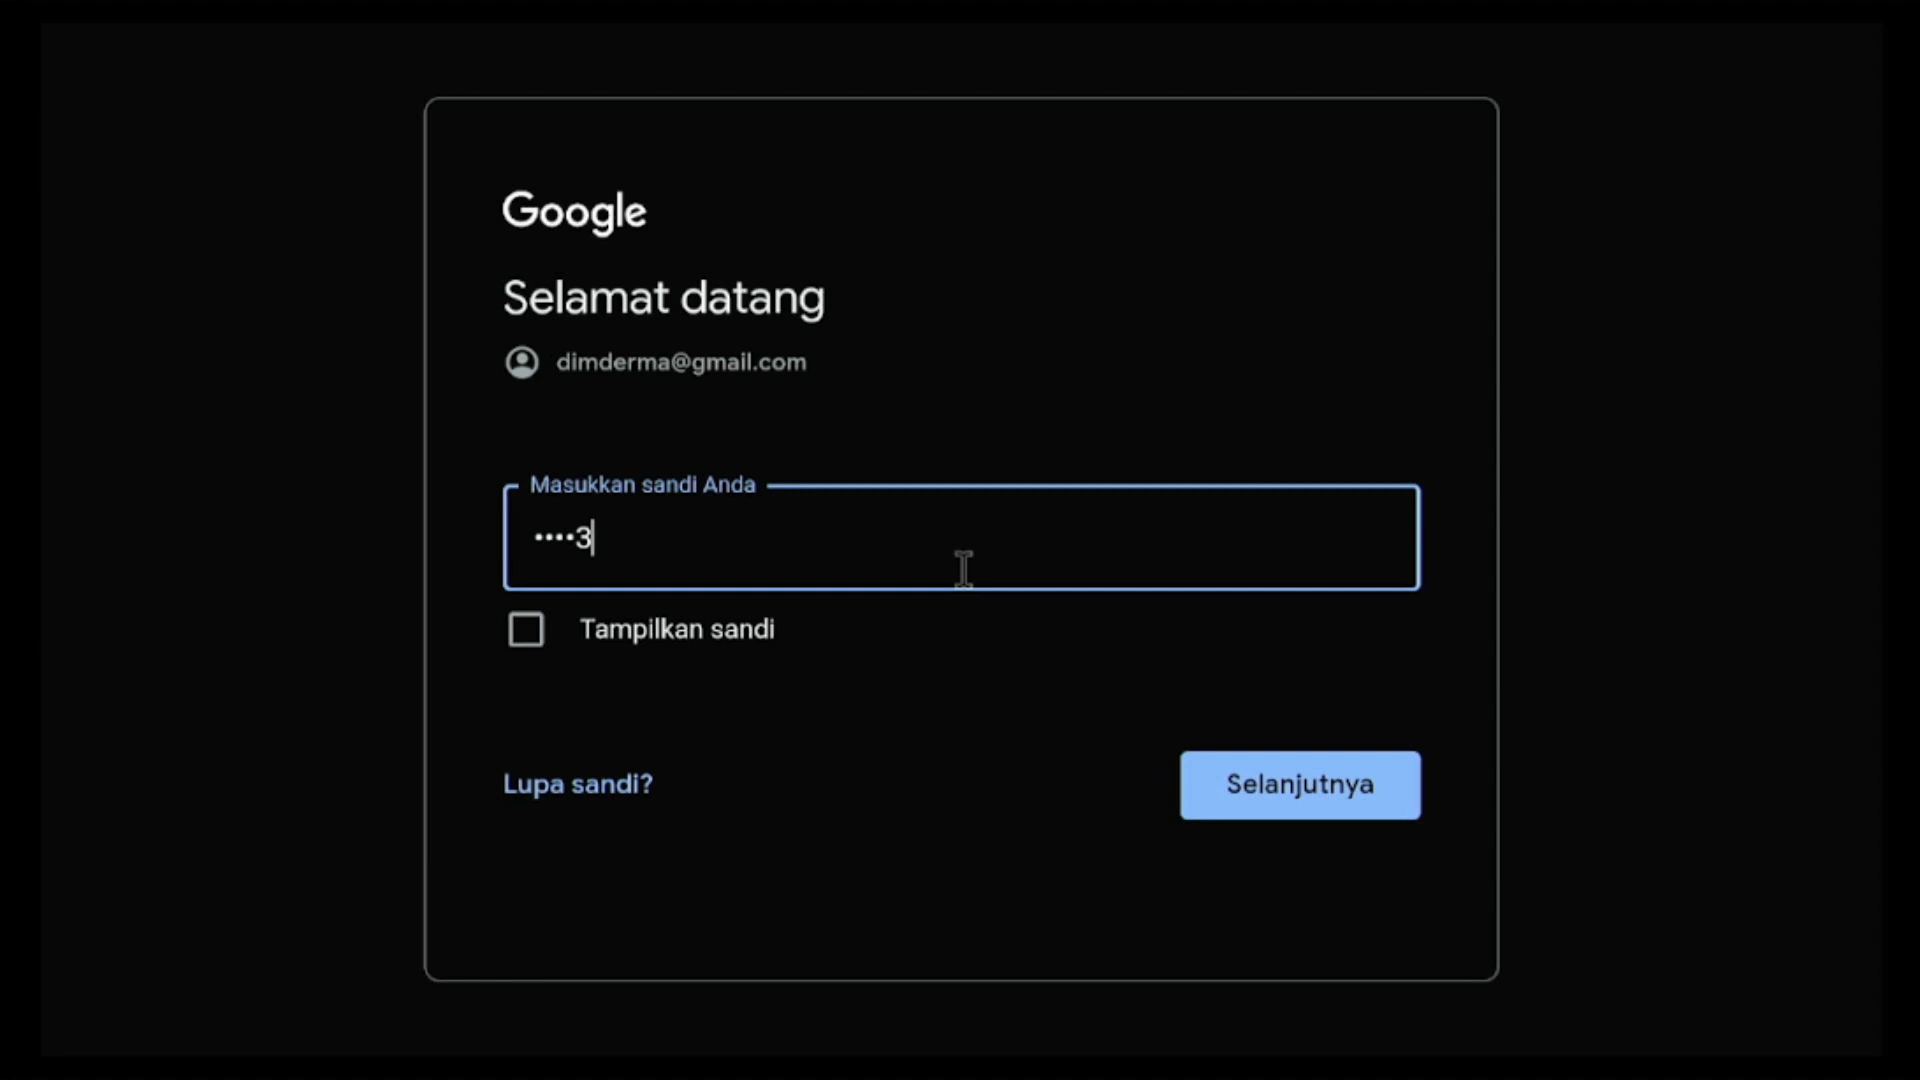 Google
Selamat datang
dimderma@gmail.com
Masukkan sandi Anda
••••3
Tampilkan sandi
Lupa sandi?
Selanjutnya